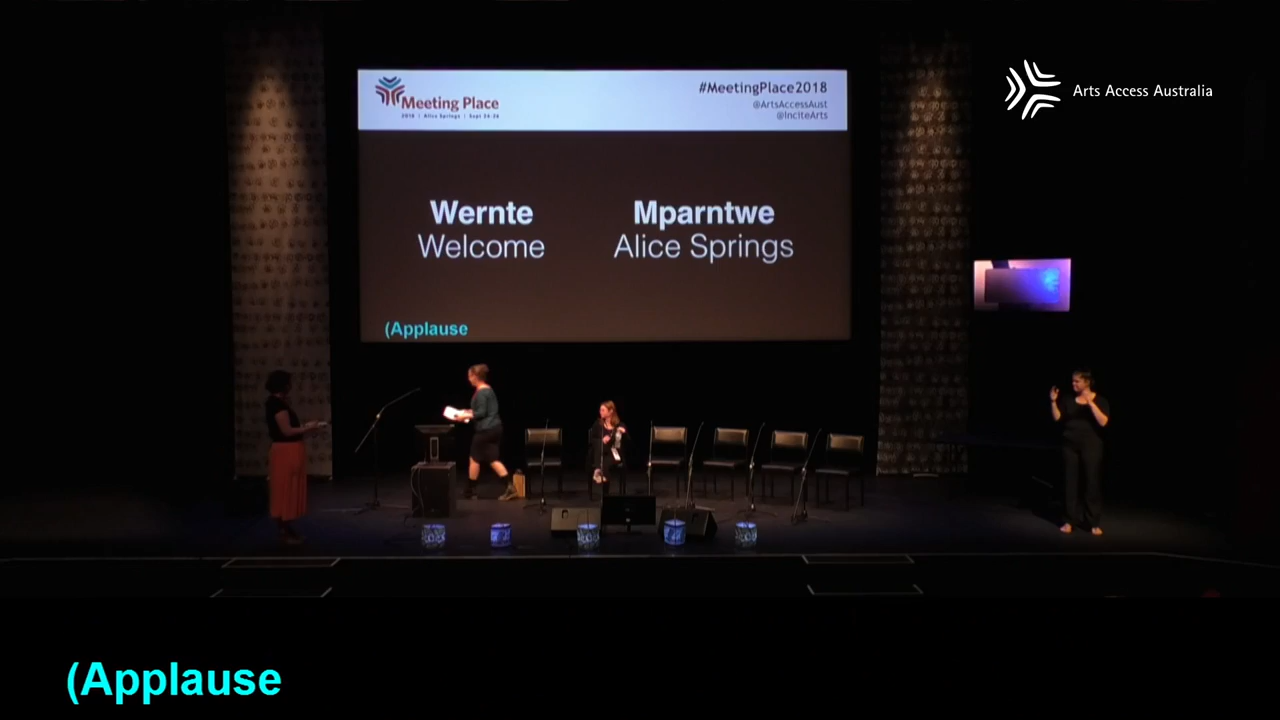 Meeting Place
2018 | Alice Springs | Sept 24-26
#MeetingPlace2018
@ArtsAccessAust
@InciteArts
Arts Access Australia
Wernte
Welcome
Mparntwe
Alice Springs
(Applause
(Applause